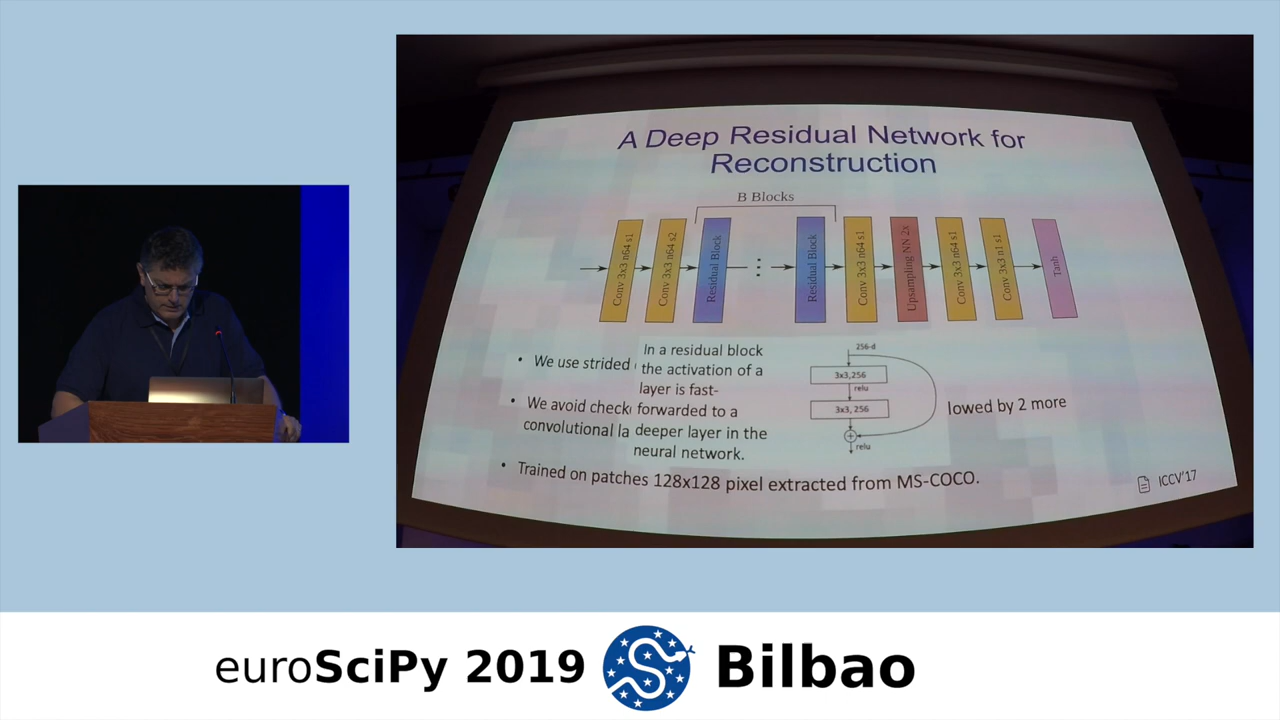 A Deep Residual Network for
Reconstruction
B Blocks
Conv 3x3 n64 s1
Conv 3x3 n64 s2
Residual Block
Residual Block
Conv 3x3 n64 s1
Upsampling NN 2x
Conv 3x3 n64 s1
Conv 3x3 n1 s1
Tanh
• We use strided
• We avoid check
convolutional la
In a residual block
the activation of a
layer is fast-
forwarded to a
deeper layer in the
neural network.
256-d
3x3, 256
relu
3x3, 256
relu
lowed by 2 more
• Trained on patches 128x128 pixel extracted from MS-COCO.
ICCV'17
euroSciPy 2019 Bilbao